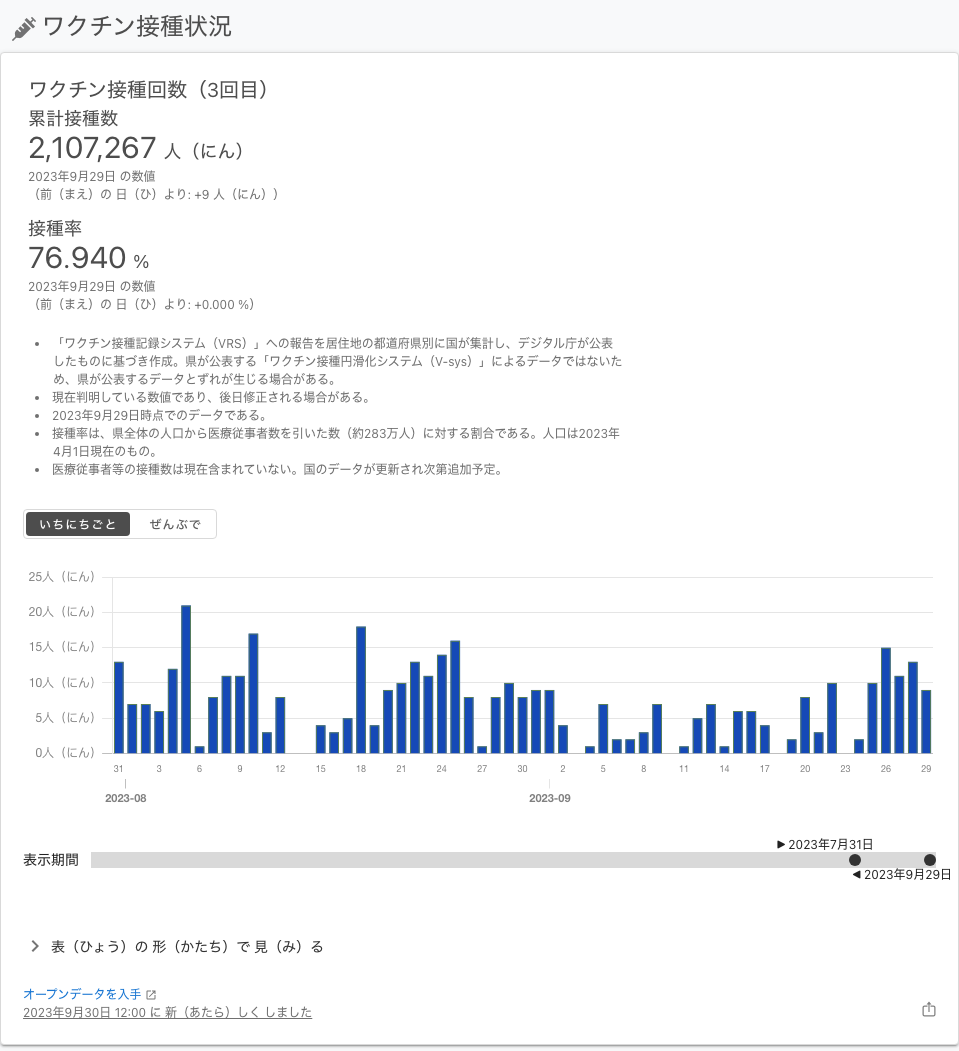 ワクチン接種状況
ワクチン接種回数（3回目）
累計接種数
2,107,267 人（にん）
2023年9月29日 の数値
（前（まえ）の 日（ひ）より: +9 人（にん））
接種率
76.940 %
2023年9月29日 の数値
（前（まえ）の 日（ひ）より: +0.000 %）
• 「ワクチン接種記録システム（VRS）」への報告を居住地の都道府県別に国が集計し、デジタル庁が公表
したものに基づき作成。県が公表する「ワクチン接種円滑化システム（V-sys）」によるデータではないた
め、県が公表するデータとずれが生じる場合がある。
• 現在判明している数値であり、後日修正される場合がある。
• 2023年9月29日時点でのデータである。
• 接種率は、県全体の人口から医療従事者数を引いた数（約283万人）に対する割合である。人口は2023年
4月1日現在のもの。
• 医療従事者等の接種数は現在含まれていない。国のデータが更新され次第追加予定。
いちにちごと ぜんぶで
25人（にん）
20人（にん）
15人（にん）
10人（にん）
5人（にん）
0人（にん）
31 3 6 9 12 15 18 21 24 27 30 2 5 8 11 14 17 20 23 26 29
2023-08 2023-09
▶ 2023年7月31日
表示期間
◀ 2023年9月29日
表（ひょう）の 形（かたち）で 見（み）る
オープンデータを入手
2023年9月30日 12:00 に 新（あたら）しく しました